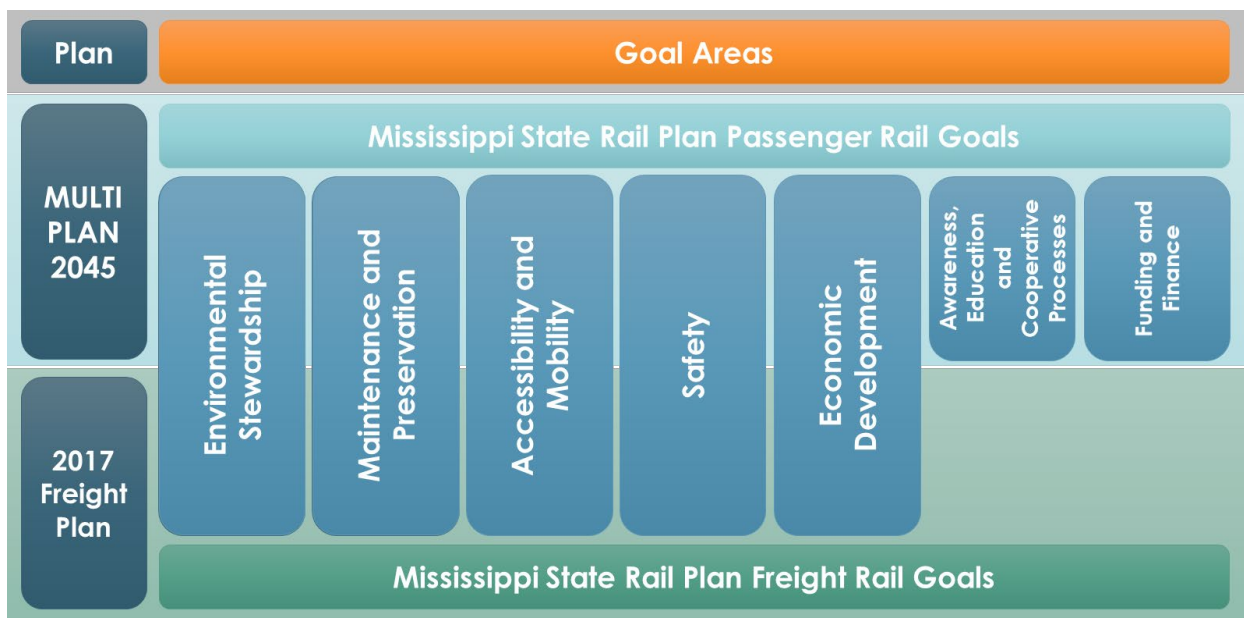 Plan
Goal Areas
MULTI
PLAN
2045
Mississippi State Rail Plan Passenger Rail Goals
Environmental
Stewardship
Maintenance and
Preservation
Accessibility and
Mobility
Safety
Economic
Development
Awareness,
Education
and
Cooperative
Processes
Funding and
Finance
2017
Freight
Plan
Mississippi State Rail Plan Freight Rail Goals